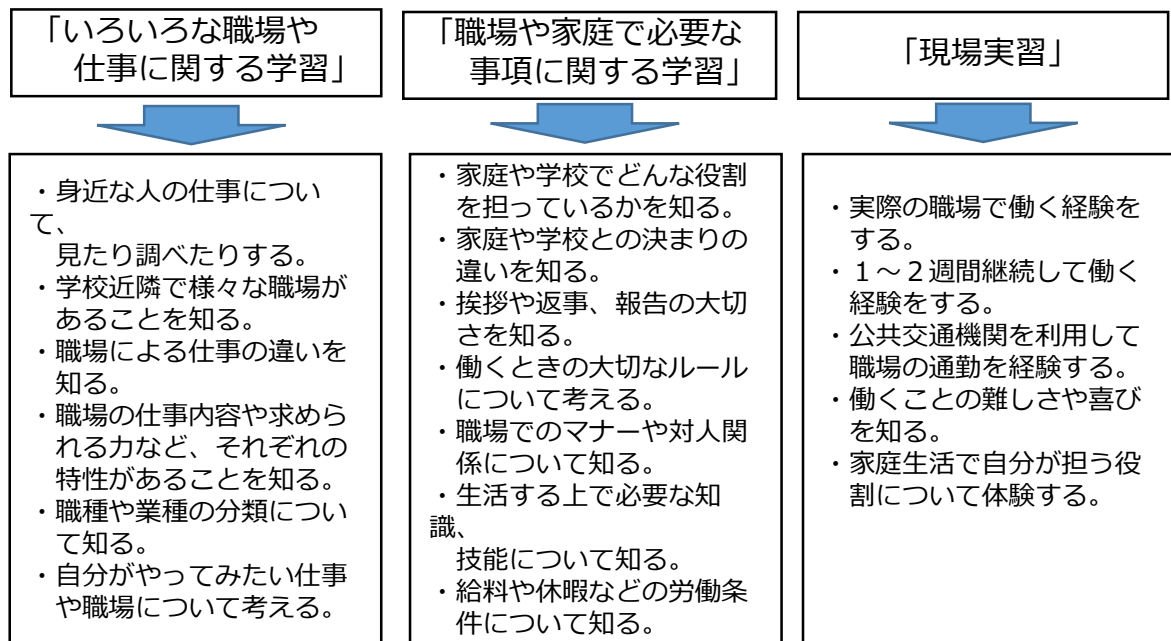 「いろいろな職場や
仕事に関する学習」
・身近な人の仕事につい
て、
見たり調べたりする。
・学校近隣で様々な職場が
あることを知る。
・職場による仕事の違いを
知る。
・職場の仕事内容や求めら
れる力など、それぞれの
特性があることを知る。
・職種や業種の分類につい
て知る。
・自分がやってみたい仕事
や職場について考える。
「職場や家庭で必要な
事項に関する学習」
・家庭や学校でどんな役割
を担っているかを知る。
・家庭や学校との決まりの
違いを知る。
・挨拶や返事、報告の大切
さを知る。
・働くときの大切なルール
について考える。
・職場でのマナーや対人関
係について知る。
・生活する上で必要な知
識、
技能について知る。
・給料や休暇などの労働条
件について知る。
「現場実習」
・実際の職場で働く経験を
する。
・１～２週間継続して働く
経験をする。
・公共交通機関を利用して
職場の通勤を経験する。
・働くことの難しさや喜び
を知る。
・家庭生活で自分が担う役
割について体験する。